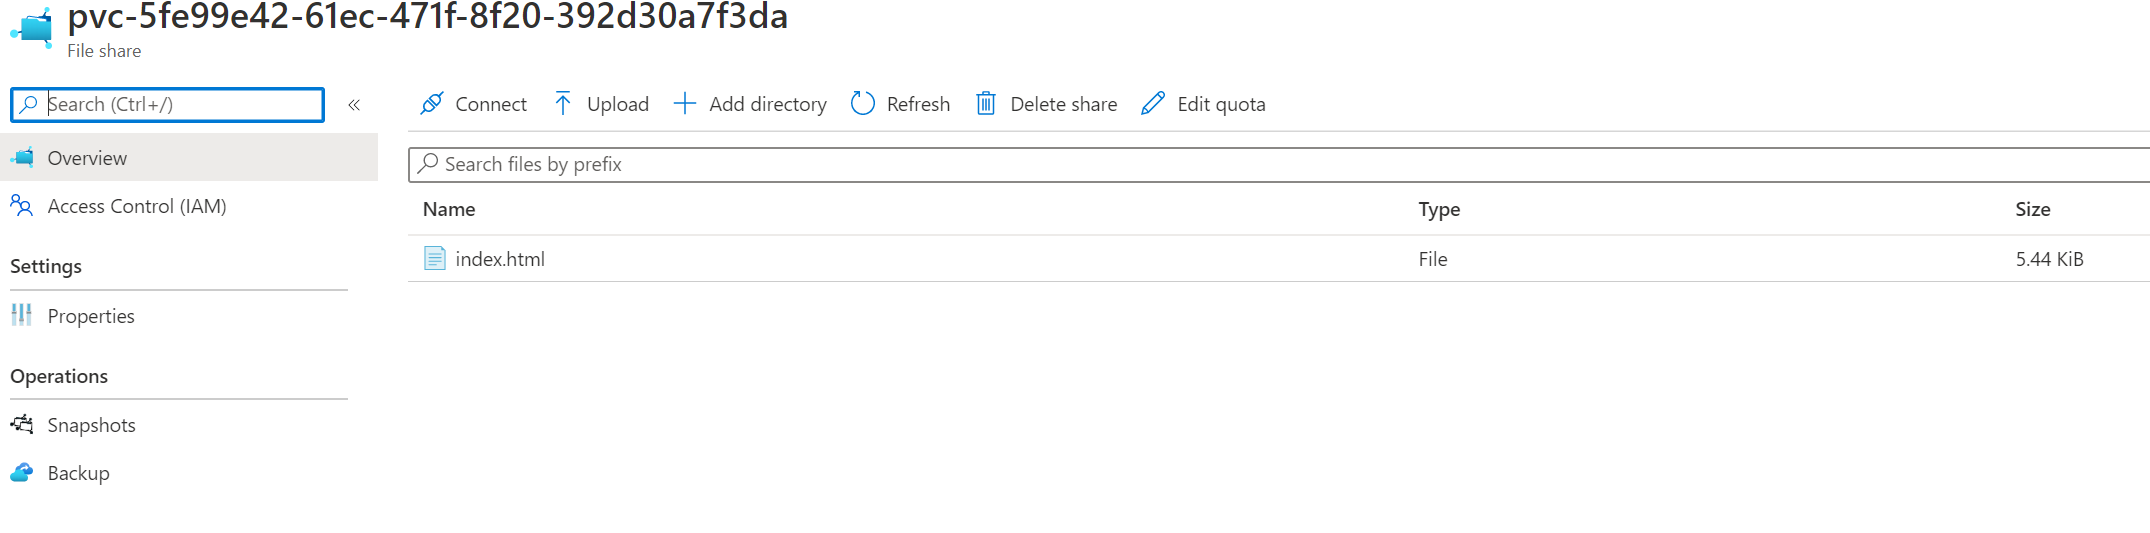 pvc-5fe99e42-61ec-471f-8f20-392d30a7f3da
File share
Search (Ctrl+/)
«
Connect
Upload
Add directory
Refresh
Delete share
Edit quota
Overview
Access Control (IAM)
Settings
Properties
Operations
Snapshots
Backup
Search files by prefix
Name Type Size
index.html File 5.44 KiB